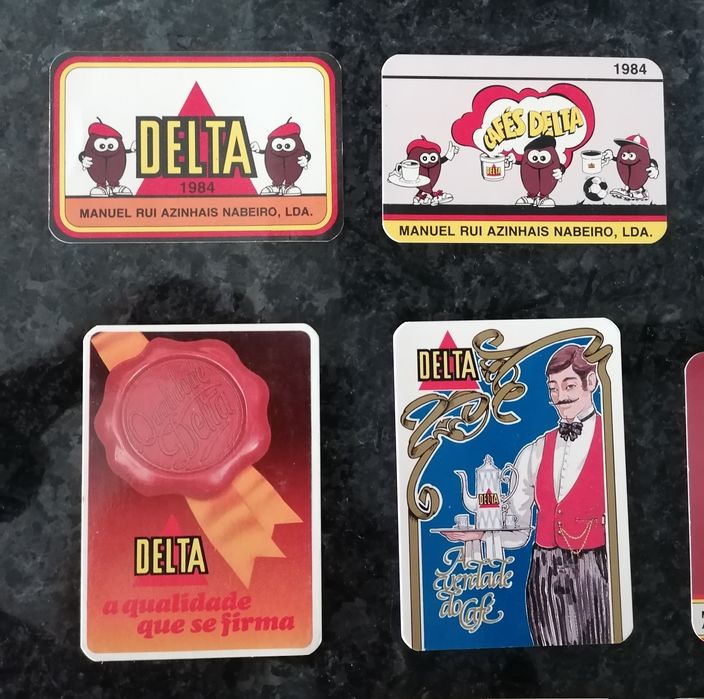 DELTA
1984
MANUEL RUI AZINHAIS NABEIRO, LDA.
1984
CAFÉS DELTA
DELTA
MANUEL RUI AZINHAIS NABEIRO, LDA.
Delta
DELTA
a qualidade
que se firma
DELTA
DELTA
A
verdade
do Café